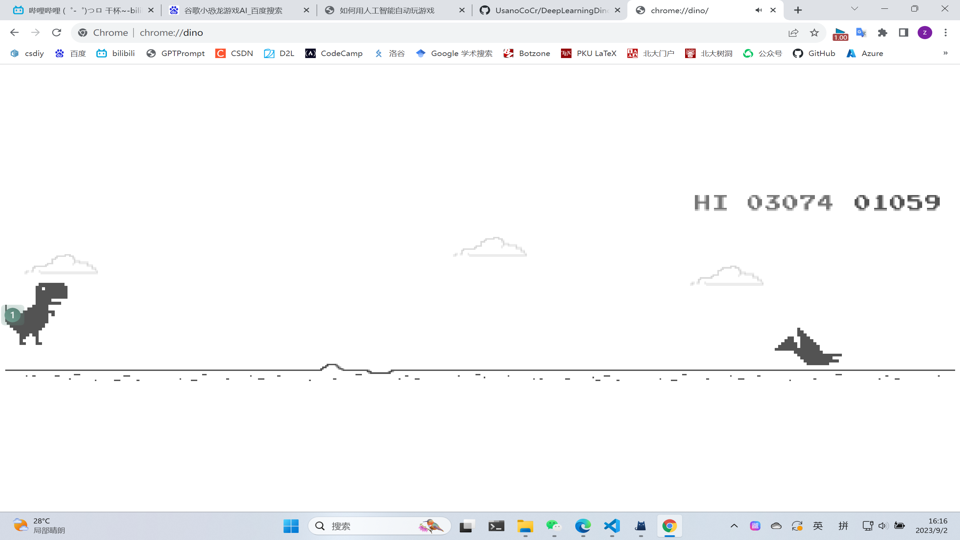 哔哩哔哩 (゜-゜)つロ 干杯~-bili
谷歌小恐龙游戏AI_百度搜索
如何用人工智能自动玩游戏
UsanoCoCr/DeepLearningDin
chrome://dino/
Chrome | chrome://dino
1.00
z
csdiy
百度
bilibili
GPTPrompt
CSDN
D2L
CodeCamp
洛谷
Google 学术搜索
Botzone
PKU LaTeX
北大门户
北大树洞
公众号
GitHub
Azure
»
HI 03074 01059
1
28°C
局部晴朗
搜索
英
拼
16:16
2023/9/2